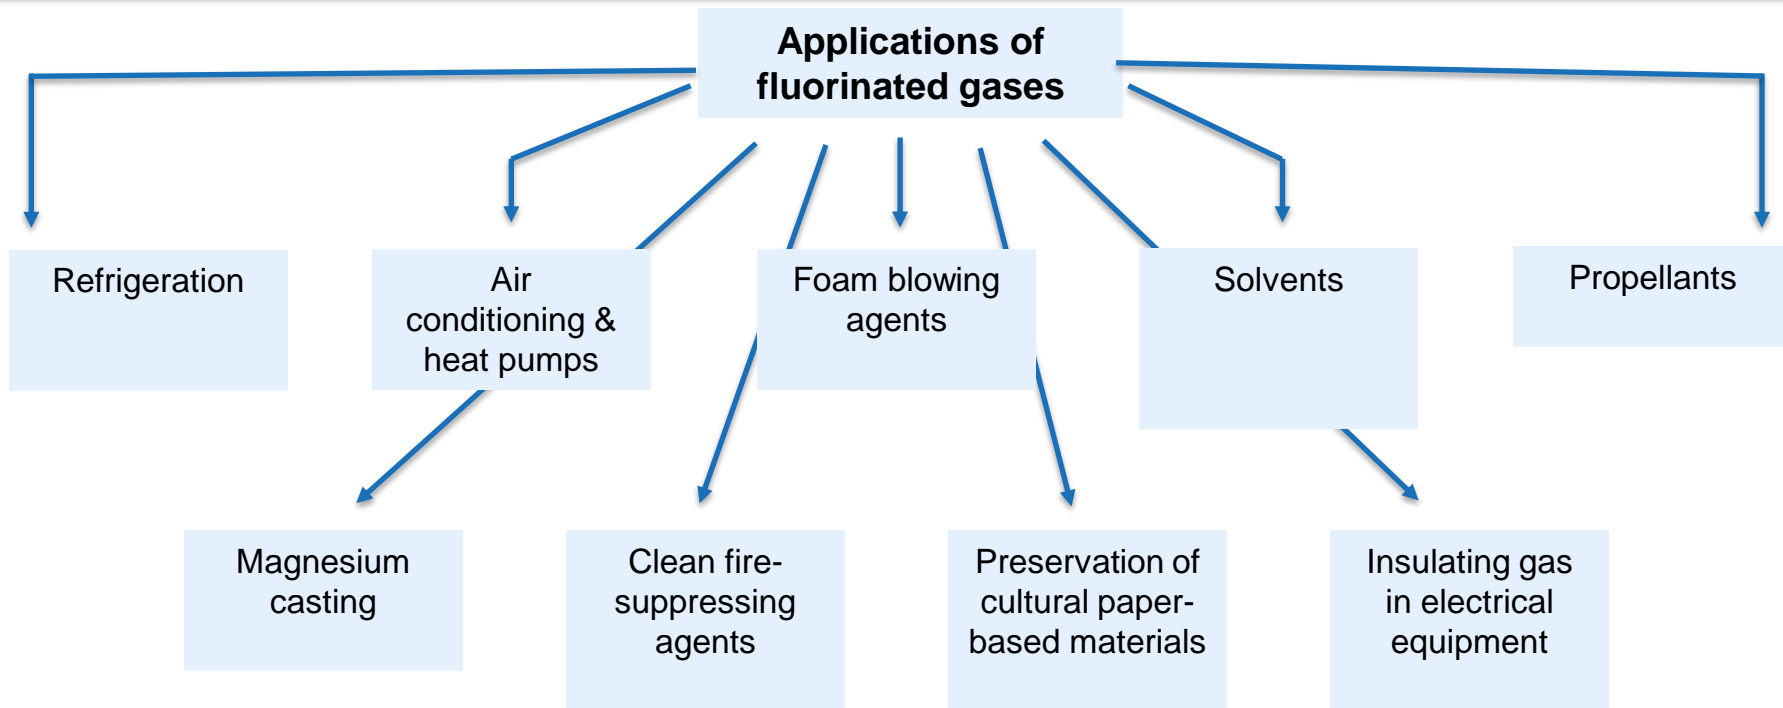 Applications of
fluorinated gases
Refrigeration
Air
conditioning &
heat pumps
Foam blowing
agents
Solvents
Propellants
Magnesium
casting
Clean fire-
suppressing
agents
Preservation of
cultural paper-
based materials
Insulating gas
in electrical
equipment